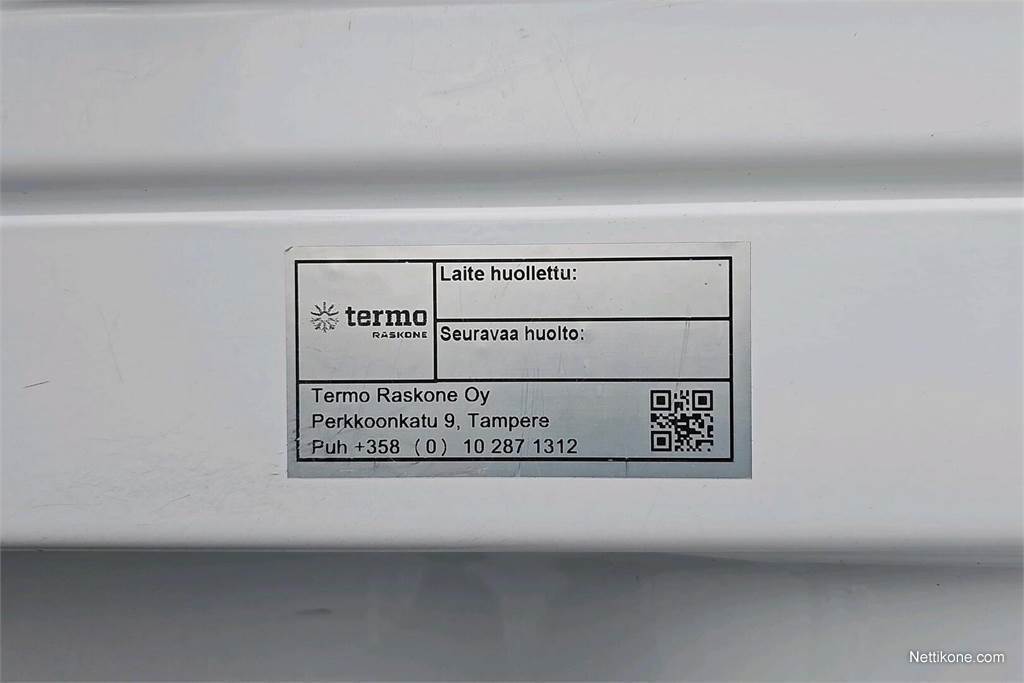 Laite huollettu:
termo
RASKONE
Seuravaa huolto:
Termo Raskone Oy
Perkkoonkatu 9, Tampere
Puh +358 (0) 10 287 1312
Nettikone.com